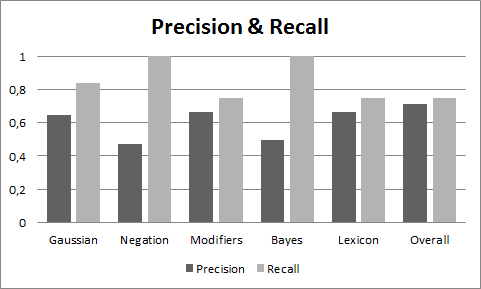 Precision & Recall
1
0,8
0,6
0,4
0,2
0
Gaussian Negation Modifiers Bayes Lexicon Overall
Precision Recall